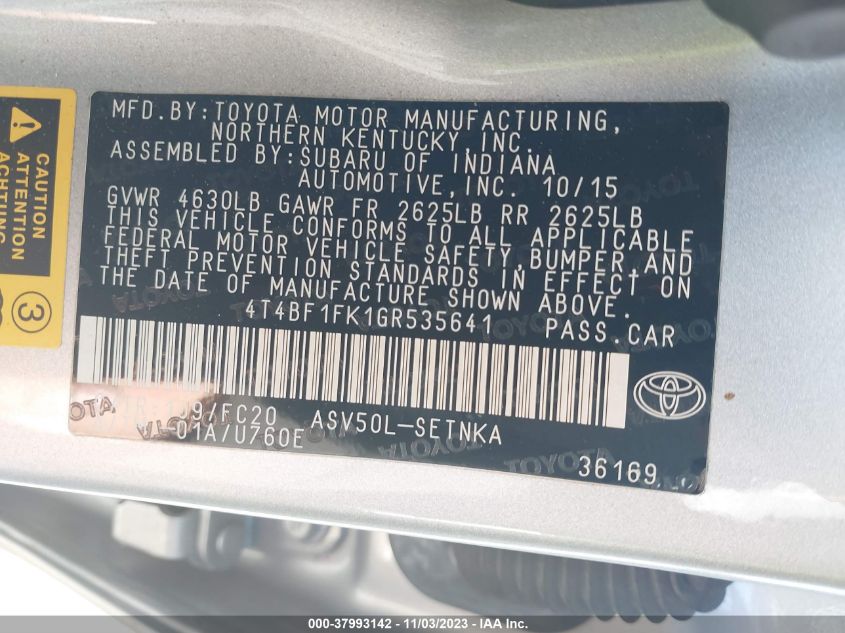 MFD.BY:TOYOTA MOTOR MANUFACTURING,
NORTHERN KENTUCKY,INC.
ASSEMBLED BY:SUBARU OF INDIANA
AUTOMOTIVE,INC. 10/15
GVWR 4630LB GAWR FR 2625LB RR 2625LB
THIS VEHICLE CONFORMS TO ALL APPLICABLE
FEDERAL MOTOR VEHICLE SAFETY,BUMPER,AND
THEFT PREVENTION STANDARDS IN EFFECT ON
THE DATE OF MANUFACTURE SHOWN ABOVE.
4T4BF1FK1GR535641 PASS.CAR
/FC20 ASV50L-SETNKA
01A/U760E
36169
CAUTION
ATTENTION
3
000-37993142 - 11/03/2023 - IAA Inc.